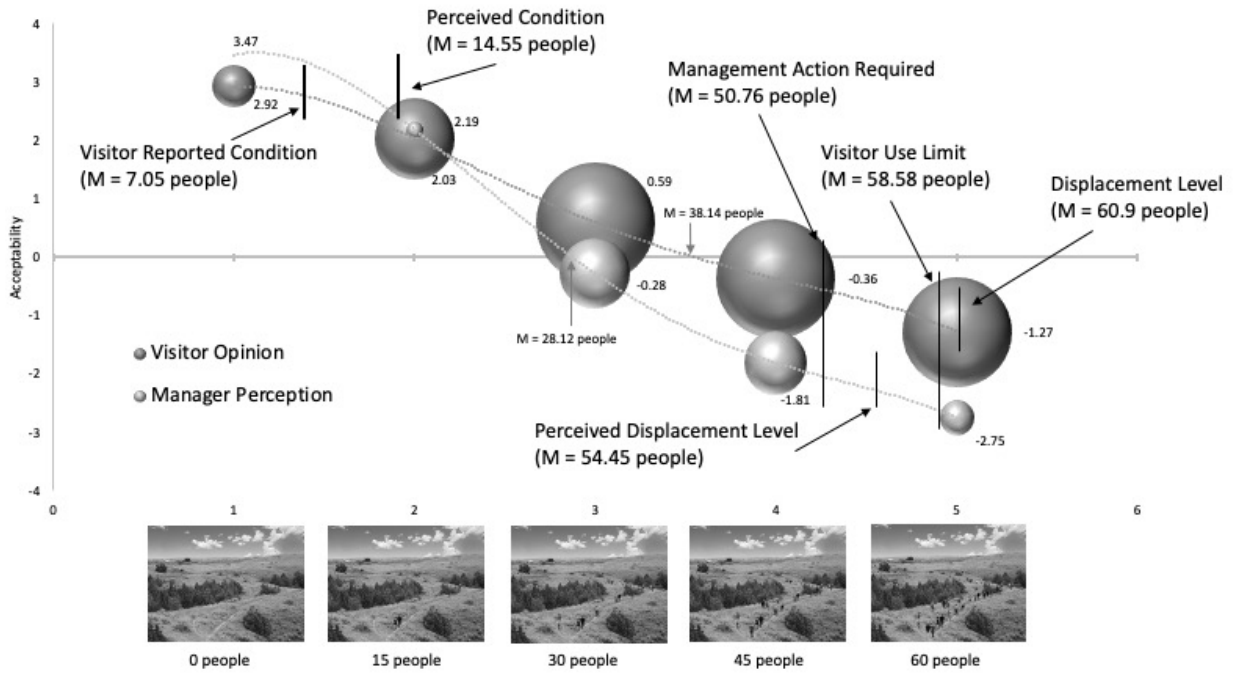 4
3
2
1
0
-1
-2
-3
-4
Acceptability
0
1
2
3
4
5
6
3.47
2.92
2.19
2.03
0.59
-0.28
-0.36
-1.81
-1.27
-2.75
Visitor Reported Condition
(M = 7.05 people)
Perceived Condition
(M = 14.55 people)
M = 28.12 people
M = 38.14 people
Management Action Required
(M = 50.76 people)
Visitor Use Limit
(M = 58.58 people)
Displacement Level
(M = 60.9 people)
Perceived Displacement Level
(M = 54.45 people)
Visitor Opinion
Manager Perception
0 people
15 people
30 people
45 people
60 people